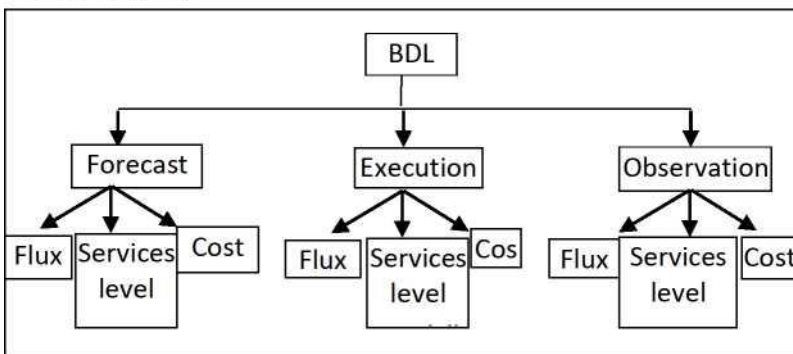 BDL
Forecast
Execution
Observation
Flux
Services
level
Cost
Flux
Services
level
Cos
Flux
Services
level
Cost